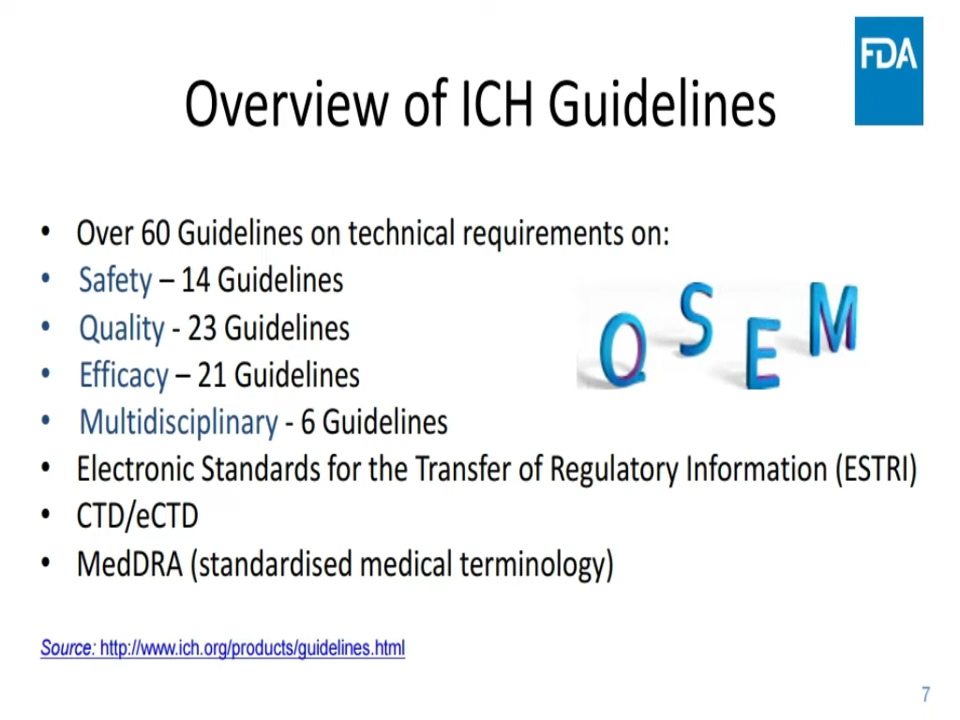 FDA
Overview of ICH Guidelines
• Over 60 Guidelines on technical requirements on:
• Safety – 14 Guidelines
• Quality - 23 Guidelines
• Efficacy – 21 Guidelines
• Multidisciplinary - 6 Guidelines
• Electronic Standards for the Transfer of Regulatory Information (ESTRI)
• CTD/eCTD
• MedDRA (standardised medical terminology)
Q S E M
Source: http://www.ich.org/products/guidelines.html
7